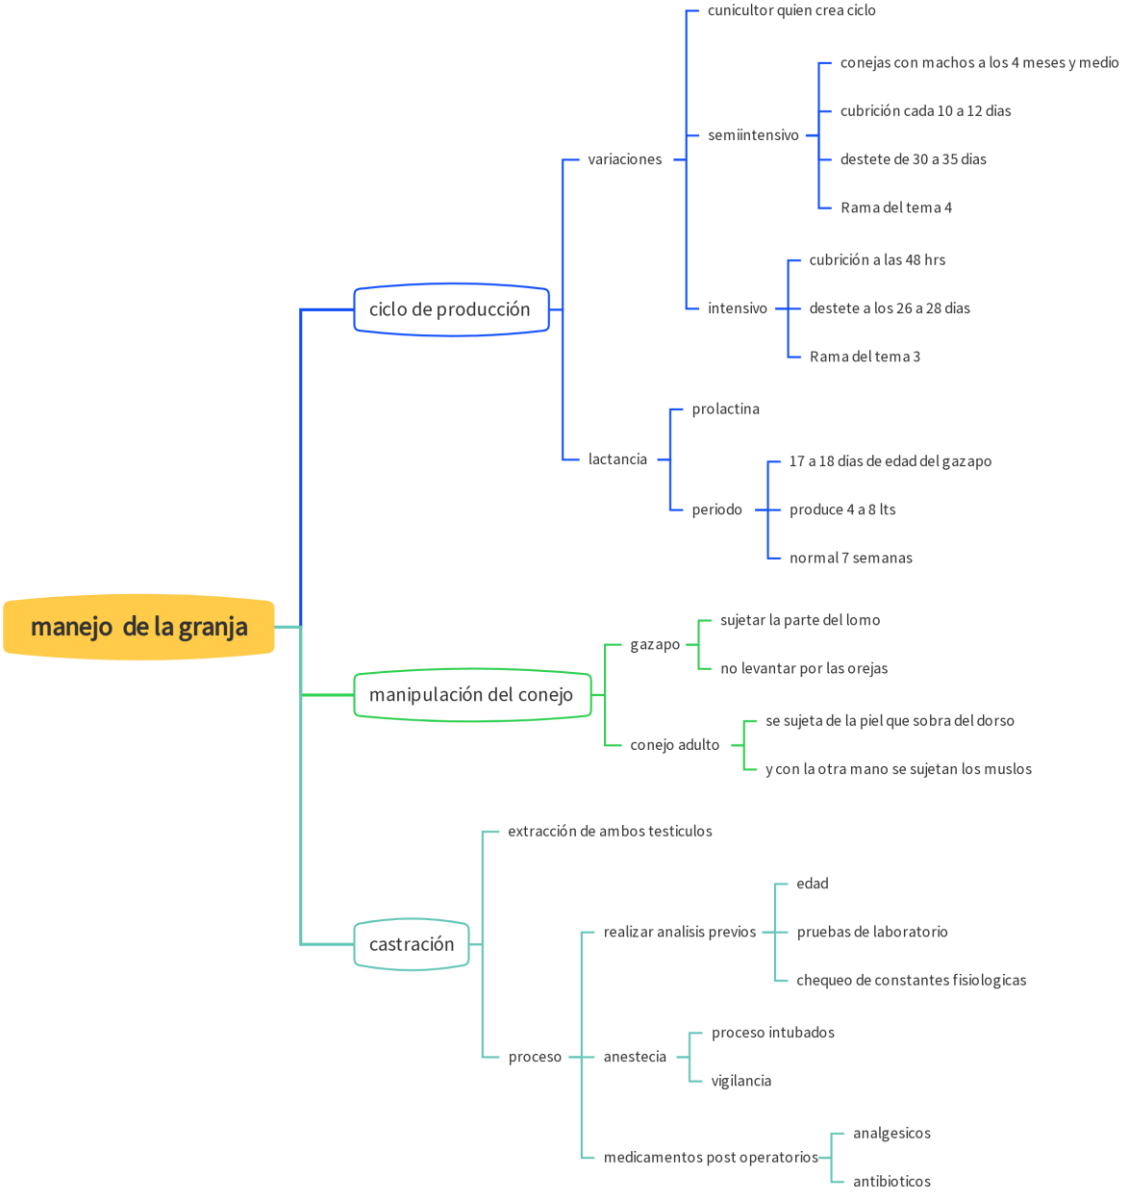 cunicultor quien crea ciclo
conejas con machos a los 4 meses y medio
cubrición cada 10 a 12 dias
semiintensivo
variaciones
destete de 30 a 35 dias
Rama del tema 4
cubrición a las 48 hrs
ciclo de producción
intensivo
destete a los 26 a 28 dias
Rama del tema 3
prolactina
lactancia
17 a 18 dias de edad del gazapo
periodo
produce 4 a 8 lts
normal 7 semanas
manejo de la granja
sujetar la parte del lomo
gazapo
no levantar por las orejas
manipulación del conejo
se sujeta de la piel que sobra del dorso
conejo adulto
y con la otra mano se sujetan los muslos
extracción de ambos testiculos
edad
castración
realizar analisis previos
pruebas de laboratorio
chequeo de constantes fisiologicas
proceso intubados
proceso
anestecia
vigilancia
analgesicos
medicamentos post operatorios
antibioticos